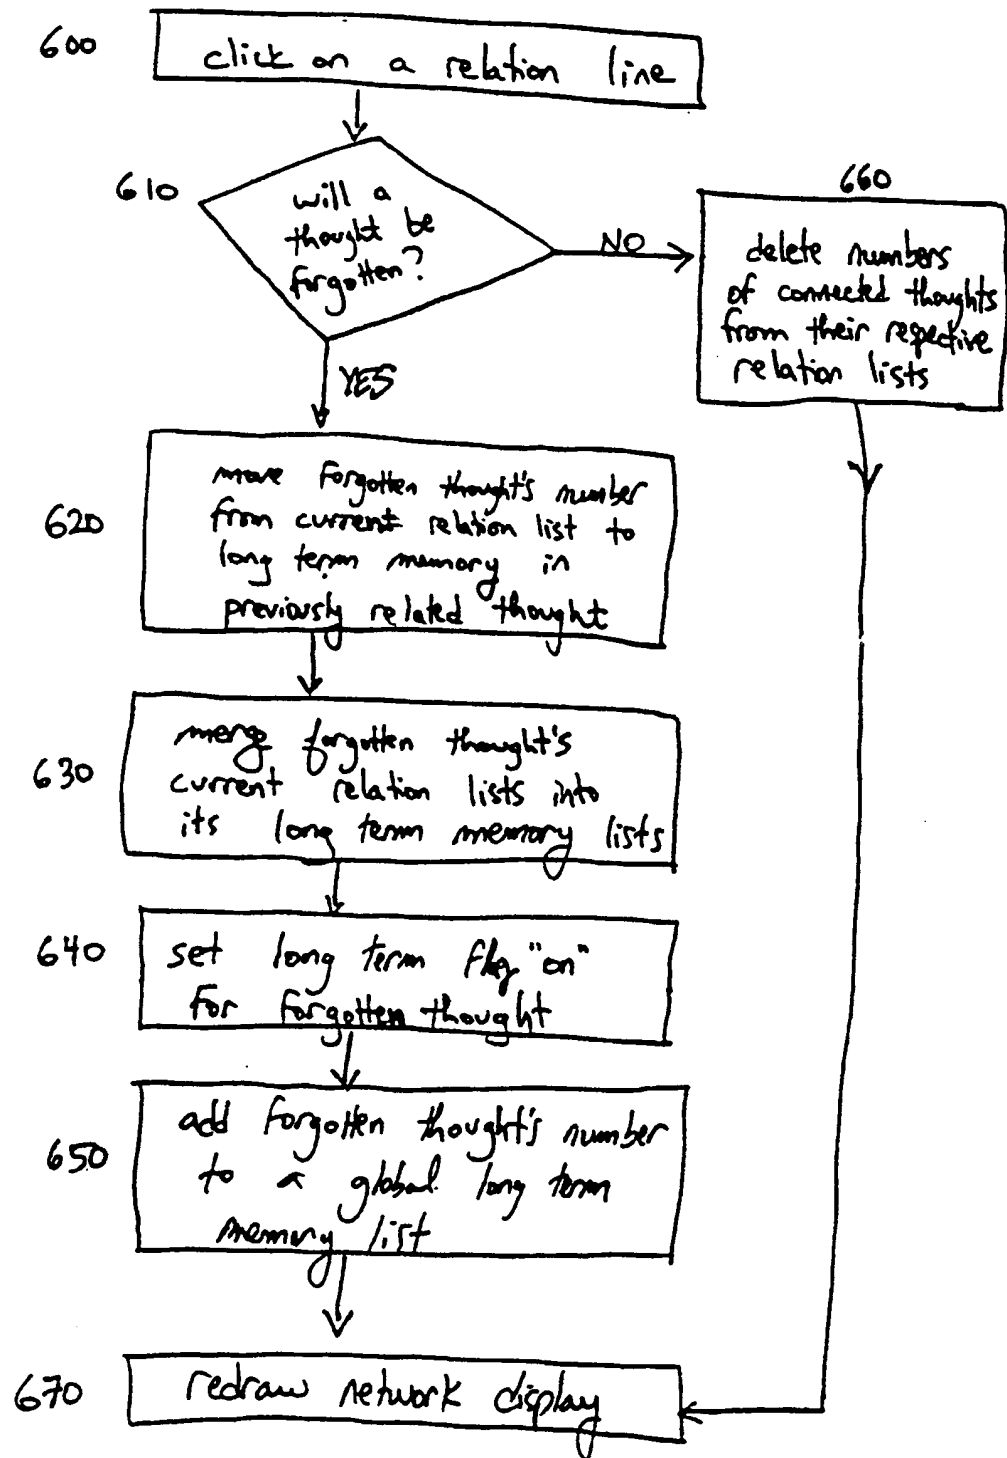 600
click on a relation line
610
will a
thought be
forgotten?
NO
660
delete numbers
of connected thoughts
from their respective
relation lists
YES
620
move forgotten thought's number
from current relation list to
long term memory in
previously related thought
630
merge forgotten thought's
current relation lists into
its long term memory lists
640
set long term flag "on"
for forgotten thought
650
add forgotten thought's number
to a global long term
memory list
670
redraw network display